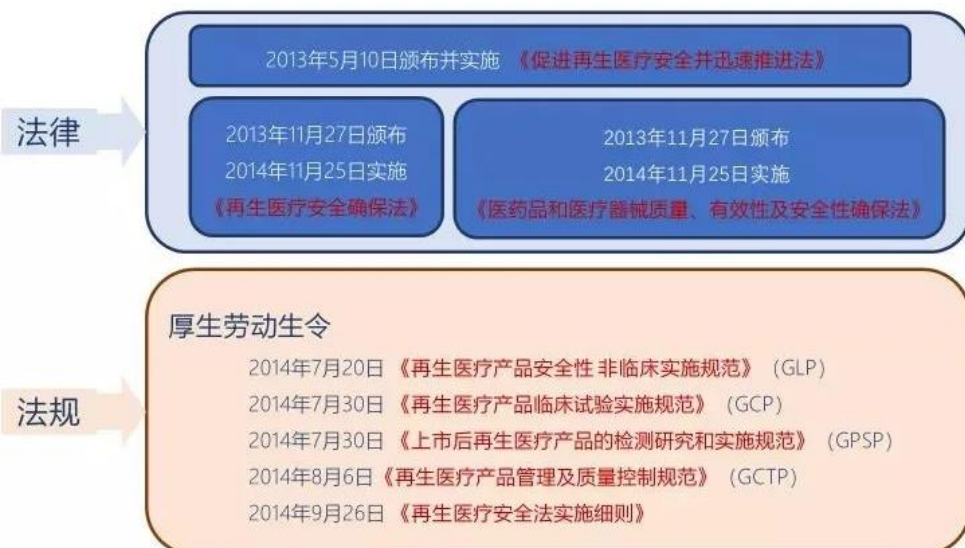 法律
2013年5月10日颁布并实施 《促进再生医疗安全并迅速推进法》
2013年11月27日颁布
2014年11月25日实施
《再生医疗安全确保法》
2013年11月27日颁布
2014年11月25日实施
《医药品和医疗器械质量、有效性及安全性确保法》
法规
厚生劳动生令
2014年7月20日 《再生医疗产品安全性 非临床实施规范》 (GLP)
2014年7月30日 《再生医疗产品临床试验实施规范》 (GCP)
2014年7月30日 《上市后再生医疗产品的检测研究和实施规范》 (GPSP)
2014年8月6日 《再生医疗产品管理及质量控制规范》 (GCTP)
2014年9月26日 《再生医疗安全法实施细则》